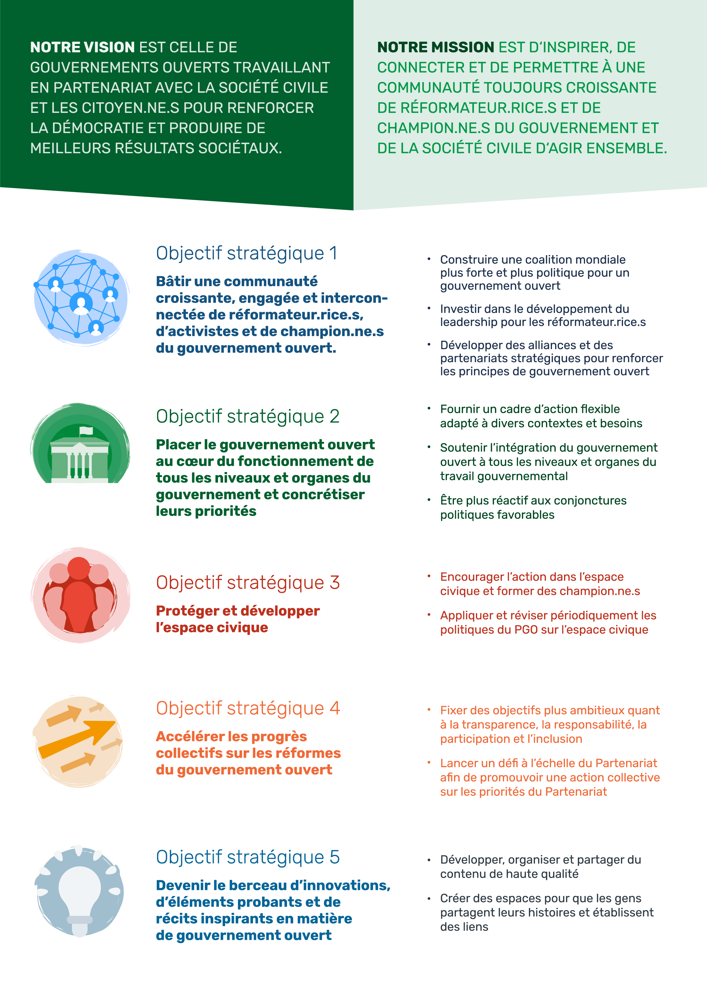 NOTRE VISION EST CELLE DE
GOUVERNEMENTS OUVERTS TRAVAILLANT
EN PARTENARIAT AVEC LA SOCIÉTÉ CIVILE
ET LES CITOYEN.NE.S POUR RENFORCER
LA DÉMOCRATIE ET PRODUIRE DE
MEILLEURS RÉSULTATS SOCIÉTAUX.
NOTRE MISSION EST D‘INSPIRER, DE
CONNECTER ET DE PERMETTRE À UNE
COMMUNAUTÉ TOUJOURS CROISSANTE
DE RÉFORMATEUR.RICE.S ET DE
CHAMPION.NE.S DU GOUVERNEMENT ET
DE LA SOCIÉTÉ CIVILE D‘AGIR ENSEMBLE.
Objectif stratégique 1
Bâtir une communauté
croissante, engagée et intercon-
nectée de réformateur.rice.s,
d’activistes et de champion.ne.s
du gouvernement ouvert.
• Construire une coalition mondiale
plus forte et plus politique pour un
gouvernement ouvert
• Investir dans le développement du
leadership pour les réformateur.rice.s
• Développer des alliances et des
partenariats stratégiques pour renforcer
les principes de gouvernement ouvert
Objectif stratégique 2
Placer le gouvernement ouvert
au cœur du fonctionnement de
tous les niveaux et organes du
gouvernement et concrétiser
leurs priorités
• Fournir un cadre d’action flexible
adapté à divers contextes et besoins
• Soutenir l’intégration du gouvernement
ouvert à tous les niveaux et organes du
travail gouvernemental
• Être plus réactif aux conjonctures
politiques favorables
Objectif stratégique 3
Protéger et développer
l’espace civique
• Encourager l’action dans l’espace
civique et former des champion.ne.s
• Appliquer et réviser périodiquement les
politiques du PGO sur l’espace civique
Objectif stratégique 4
Accélérer les progrès
collectifs sur les réformes
du gouvernement ouvert
• Fixer des objectifs plus ambitieux quant
à la transparence, la responsabilité, la
participation et l’inclusion
• Lancer un défi à l’échelle du Partenariat
afin de promouvoir une action collective
sur les priorités du Partenariat
Objectif stratégique 5
Devenir le berceau d’innovations,
d’éléments probants et de
récits inspirants en matière
de gouvernement ouvert
• Développer, organiser et partager du
contenu de haute qualité
• Créer des espaces pour que les gens
partagent leurs histoires et établissent
des liens